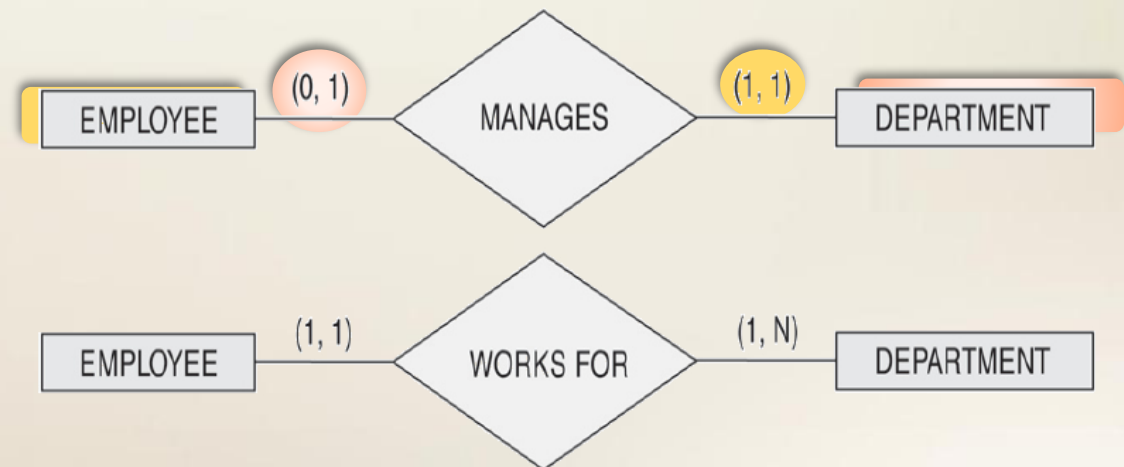 (0, 1)
(1, 1)
EMPLOYEE
MANAGES
DEPARTMENT
(1, 1)
(1, N)
EMPLOYEE
WORKS FOR
DEPARTMENT